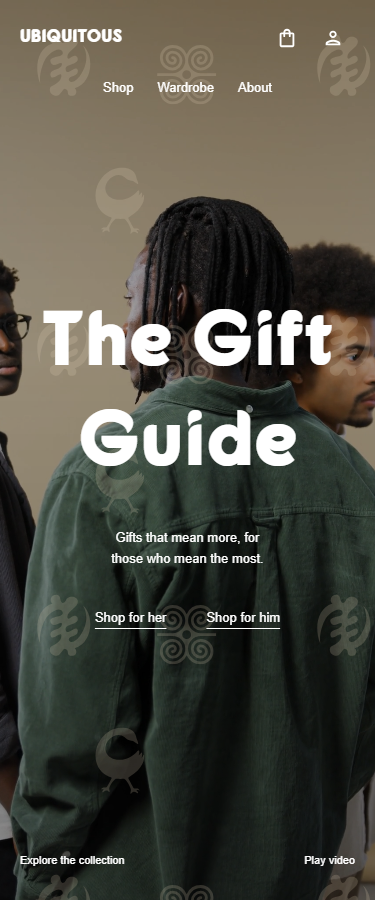 UBIQUITOUS
Shop Wardrobe About
The Gift
Guide
Gifts that mean more, for
those who mean the most.
Shop for her Shop for him
Explore the collection Play video